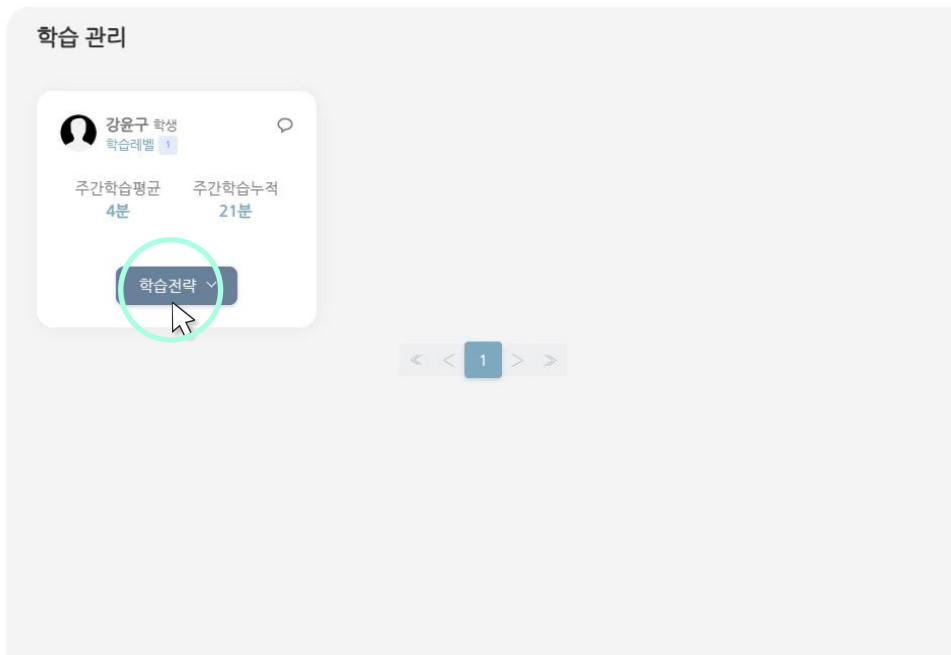 학습 관리
강윤구 학생
학습레벨 1
주간학습평균 주간학습누적
4분 21분
학습전략
1